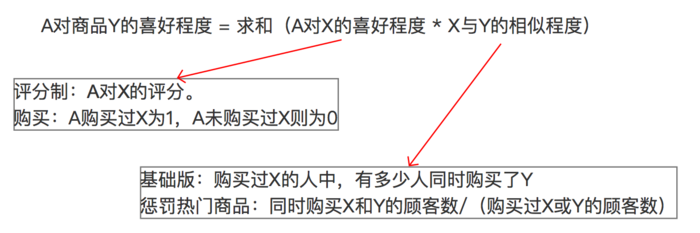 A对商品Y的喜好程度 = 求和（A对X的喜好程度 * X与Y的相似程度）
评分制：A对X的评分。
购买：A购买过X为1，A未购买过X则为0
基础版：购买过X的人中，有多少人同时购买了Y
惩罚热门商品：同时购买X和Y的顾客数/（购买过X或Y的顾客数）